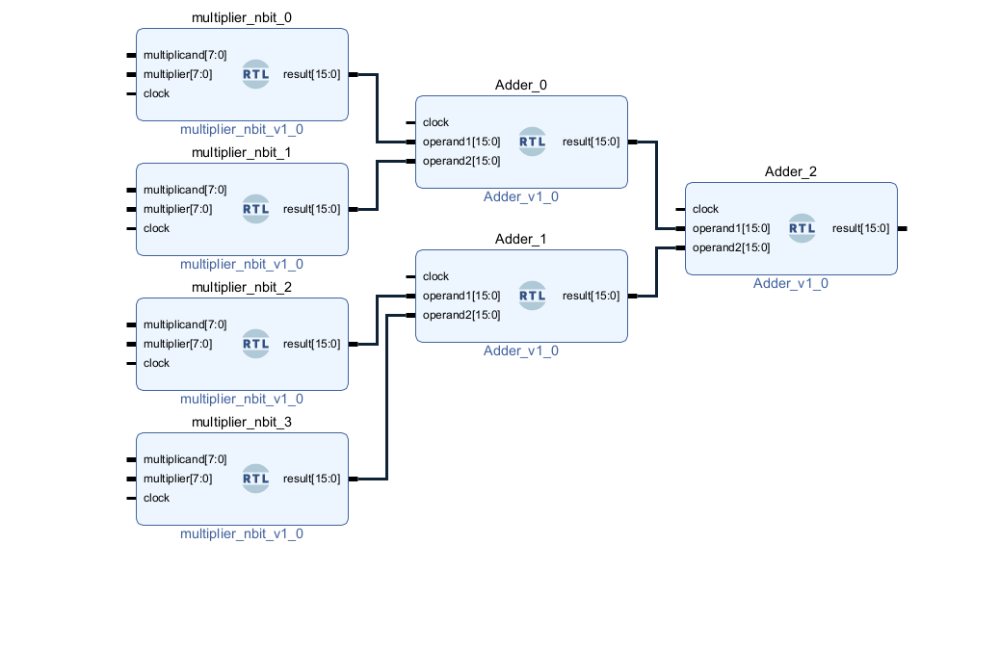 multiplier_nbit_0
multiplicand[7:0]
multiplier[7:0] RTL result[15:0]
clock
multiplier_nbit_v1_0
multiplier_nbit_1
multiplicand[7:0]
multiplier[7:0] RTL result[15:0]
clock
multiplier_nbit_v1_0
multiplier_nbit_2
multiplicand[7:0]
multiplier[7:0] RTL result[15:0]
clock
multiplier_nbit_v1_0
multiplier_nbit_3
multiplicand[7:0]
multiplier[7:0] RTL result[15:0]
clock
multiplier_nbit_v1_0
Adder_0
clock
operand1[15:0] RTL result[15:0]
operand2[15:0]
Adder_v1_0
Adder_1
clock
operand1[15:0] RTL result[15:0]
operand2[15:0]
Adder_v1_0
Adder_2
clock
operand1[15:0] RTL result[15:0]
operand2[15:0]
Adder_v1_0